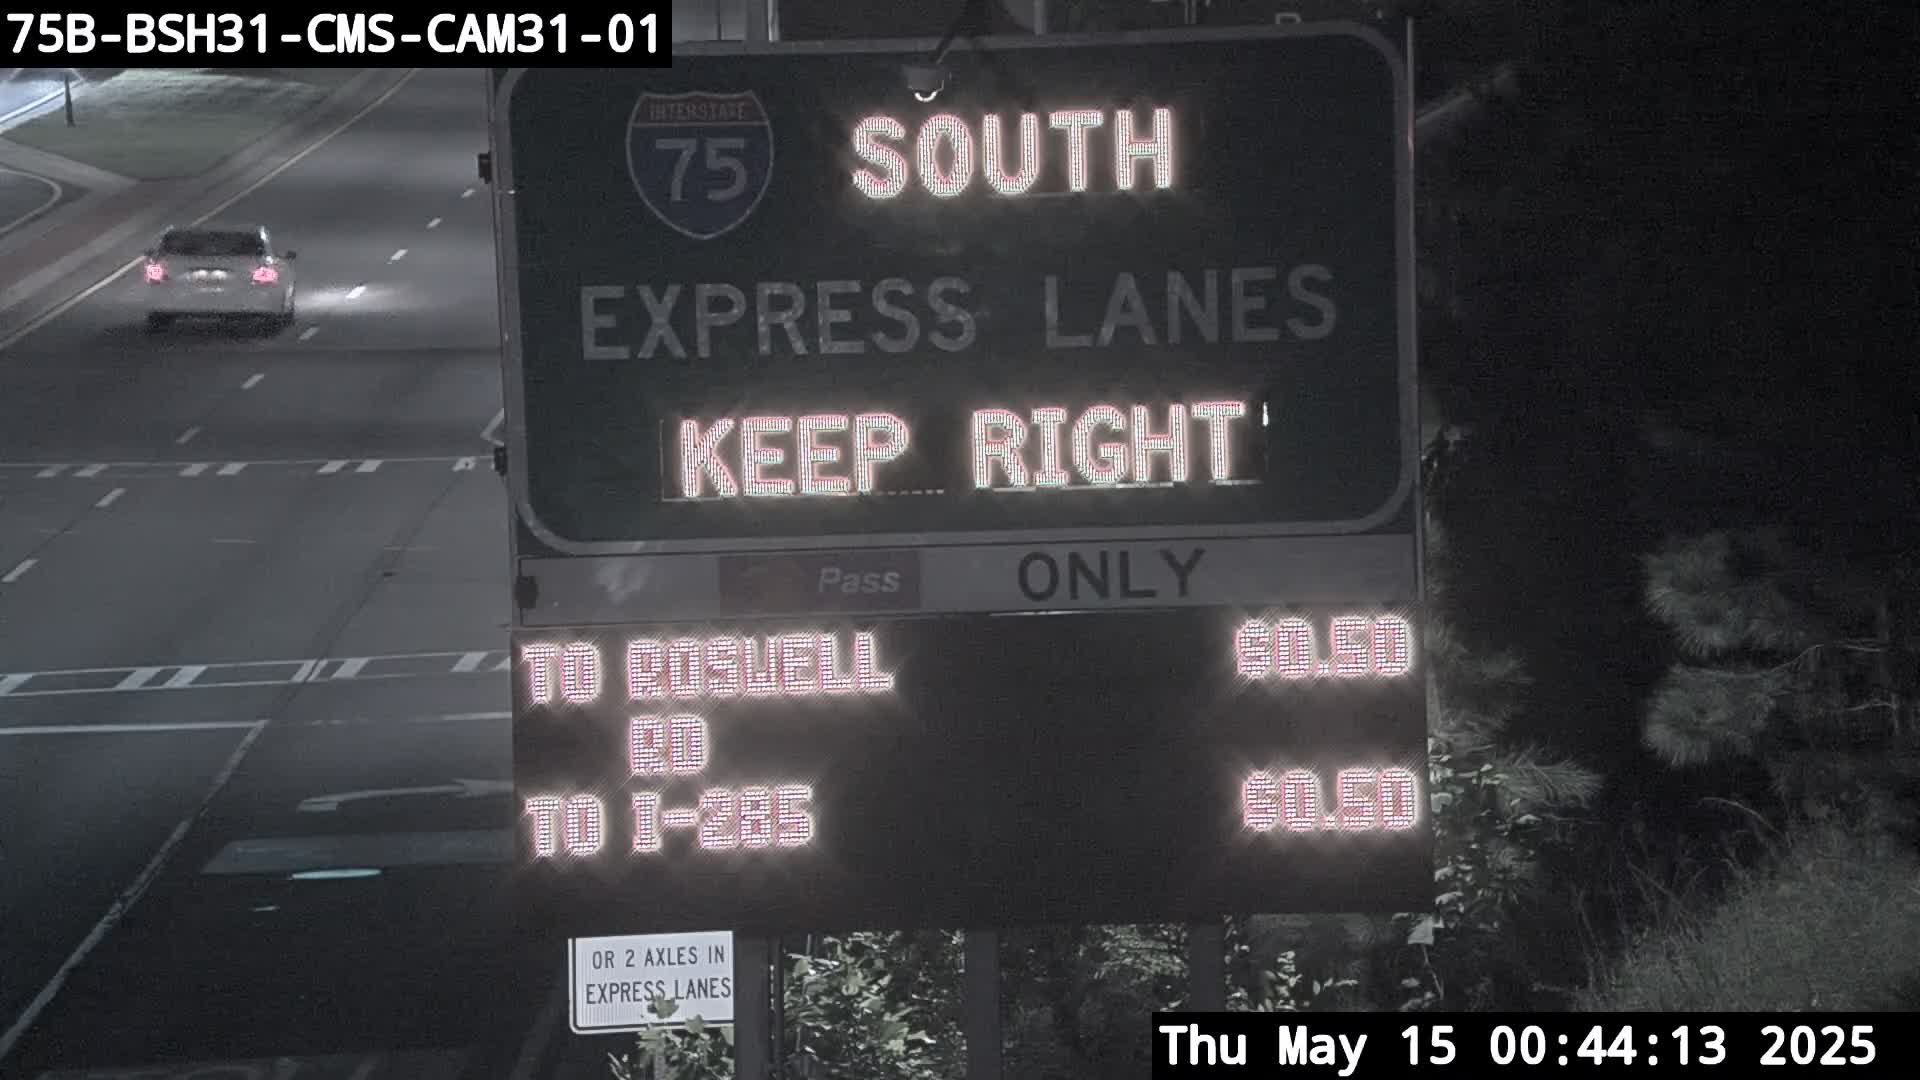 75B-BSH31-CMS-CAM31-01
INTERSTATE
75
SOUTH
EXPRESS LANES
KEEP RIGHT
Pass ONLY
TO ROSWELL $0.50
RD
TO I-285 $0.50
OR 2 AXLES IN
EXPRESS LANES
Thu May 15 00:44:13 2025